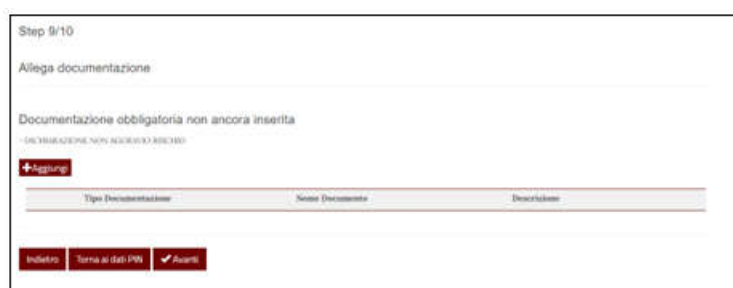 Step 9/10
Allega documentazione
Documentazione obbligatoria non ancora inserita
- DICHIARAZIONE NON AGGRAVIO RISCHIO
Aggiungi
Tipo Documentazione Nome Documento Descrizione
Indietro Torna ai dati PIN Avanti